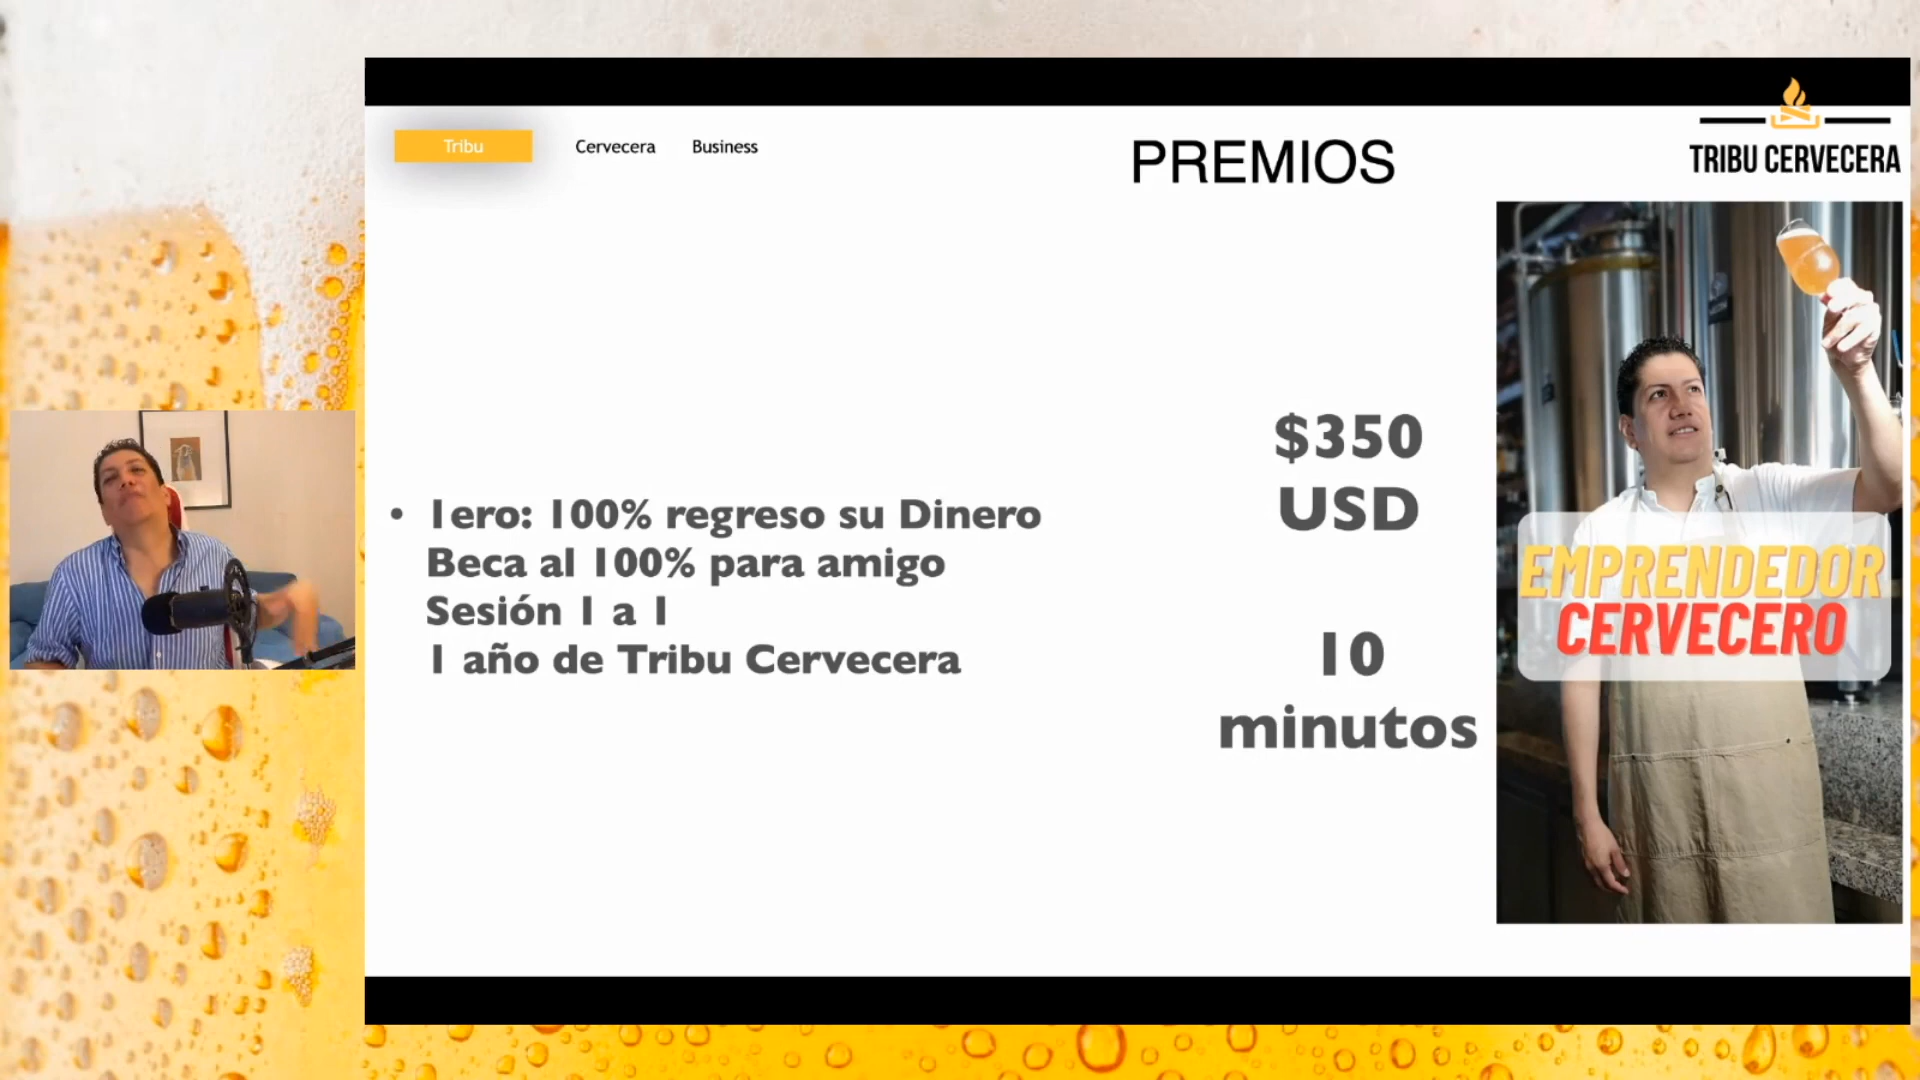 Tribu Cervecera Business
PREMIOS
TRIBU CERVECERA
• 1ero: 100% regreso su Dinero
Beca al 100% para amigo
Sesión 1 a 1
1 año de Tribu Cervecera
$350
USD
10
minutos
EMPRENDEDOR
CERVECERO